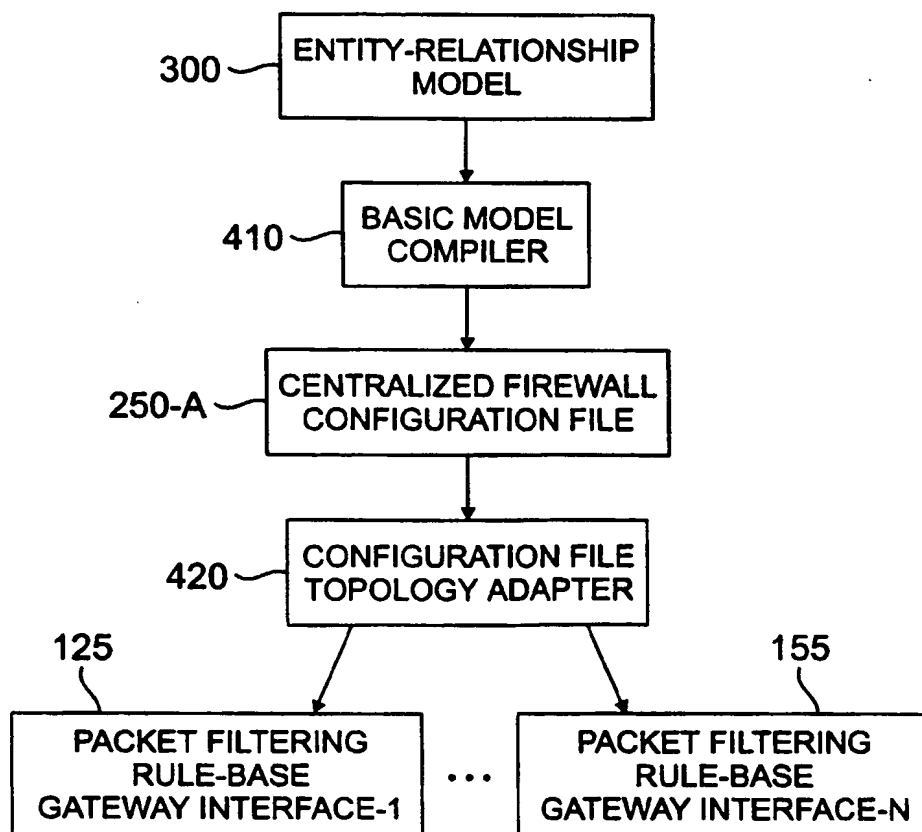 300
ENTITY-RELATIONSHIP
MODEL
410
BASIC MODEL
COMPILER
250-A
CENTRALIZED FIREWALL
CONFIGURATION FILE
420
CONFIGURATION FILE
TOPOLOGY ADAPTER
125
155
PACKET FILTERING
RULE-BASE
GATEWAY INTERFACE-1
...
PACKET FILTERING
RULE-BASE
GATEWAY INTERFACE-N